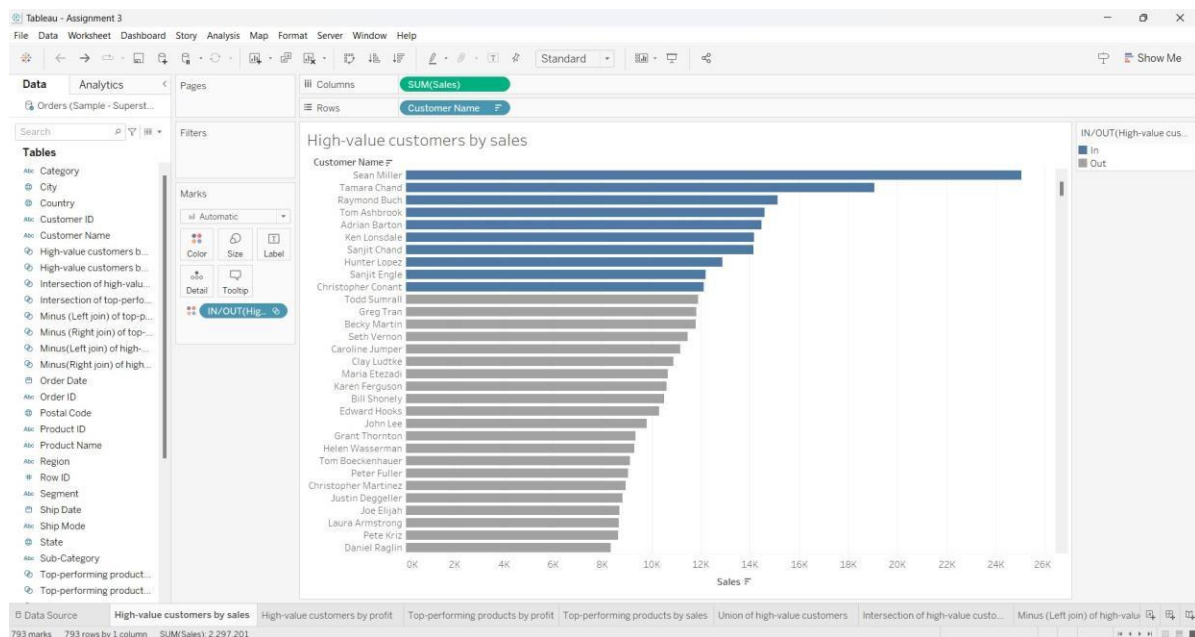 Tableau - Assignment 3
File Data Worksheet Dashboard Story Analysis Map Format Server Window Help
Standard
Show Me
Data Analytics
Orders (Sample - Superst...
Search
Tables
Abc Category
City
Country
Abc Customer ID
Abc Customer Name
High-value customers b...
High-value customers b...
Intersection of high-valu...
Intersection of top-perfo...
Minus (Left join) of top-p...
Minus (Right join) of top-...
Minus(Left join) of high-...
Minus(Right join) of high...
Order Date
Abc Order ID
Postal Code
Abc Product ID
Abc Product Name
Abc Region
# Row ID
Abc Segment
Ship Date
Abc Ship Mode
State
Abc Sub-Category
Top-performing product...
Top-performing product...
Pages
Filters
Marks
Automatic
Color Size Label
Detail Tooltip
IN/OUT(Hig..
Columns SUM(Sales)
Rows Customer Name
High-value customers by sales
Customer Name
Sean Miller
Tamara Chand
Raymond Buch
Tom Ashbrook
Adrian Barton
Ken Lonsdale
Sanjit Chand
Hunter Lopez
Sanjit Engle
Christopher Conant
Todd Sumrall
Greg Tran
Becky Martin
Seth Vernon
Caroline Jumper
Clay Ludtke
Maria Etezadi
Karen Ferguson
Bill Shonely
Edward Hooks
John Lee
Grant Thornton
Helen Wasserman
Tom Boeckenhauer
Peter Fuller
Christopher Martinez
Justin Deggeller
Joe Elijah
Laura Armstrong
Pete Kriz
Daniel Raglin
0K 2K 4K 6K 8K 10K 12K 14K 16K 18K 20K 22K 24K 26K
Sales
IN/OUT(High-value cus...
In
Out
Data Source High-value customers by sales High-value customers by profit Top-performing products by profit Top-performing products by sales Union of high-value customers Intersection of high-value custo... Minus (Left join) of high-valu
793 marks 793 rows by 1 column SUM(Sales): 2,297,201